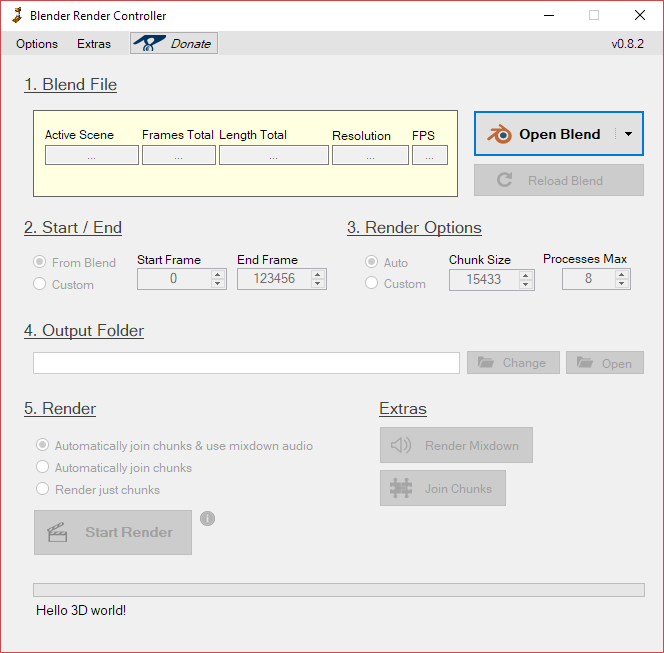 Blender Render Controller
Options Extras Donate v0.8.2
1. Blend File
Active Scene Frames Total Length Total Resolution FPS
... ... ... ... ...
Open Blend
Reload Blend
2. Start / End
From Blend
Custom
Start Frame End Frame
0 123456
3. Render Options
Auto
Custom
Chunk Size Processes Max
15433 8
4. Output Folder
Change Open
5. Render
Automatically join chunks & use mixdown audio
Automatically join chunks
Render just chunks
Start Render i
Extras
Render Mixdown
Join Chunks
Hello 3D world!